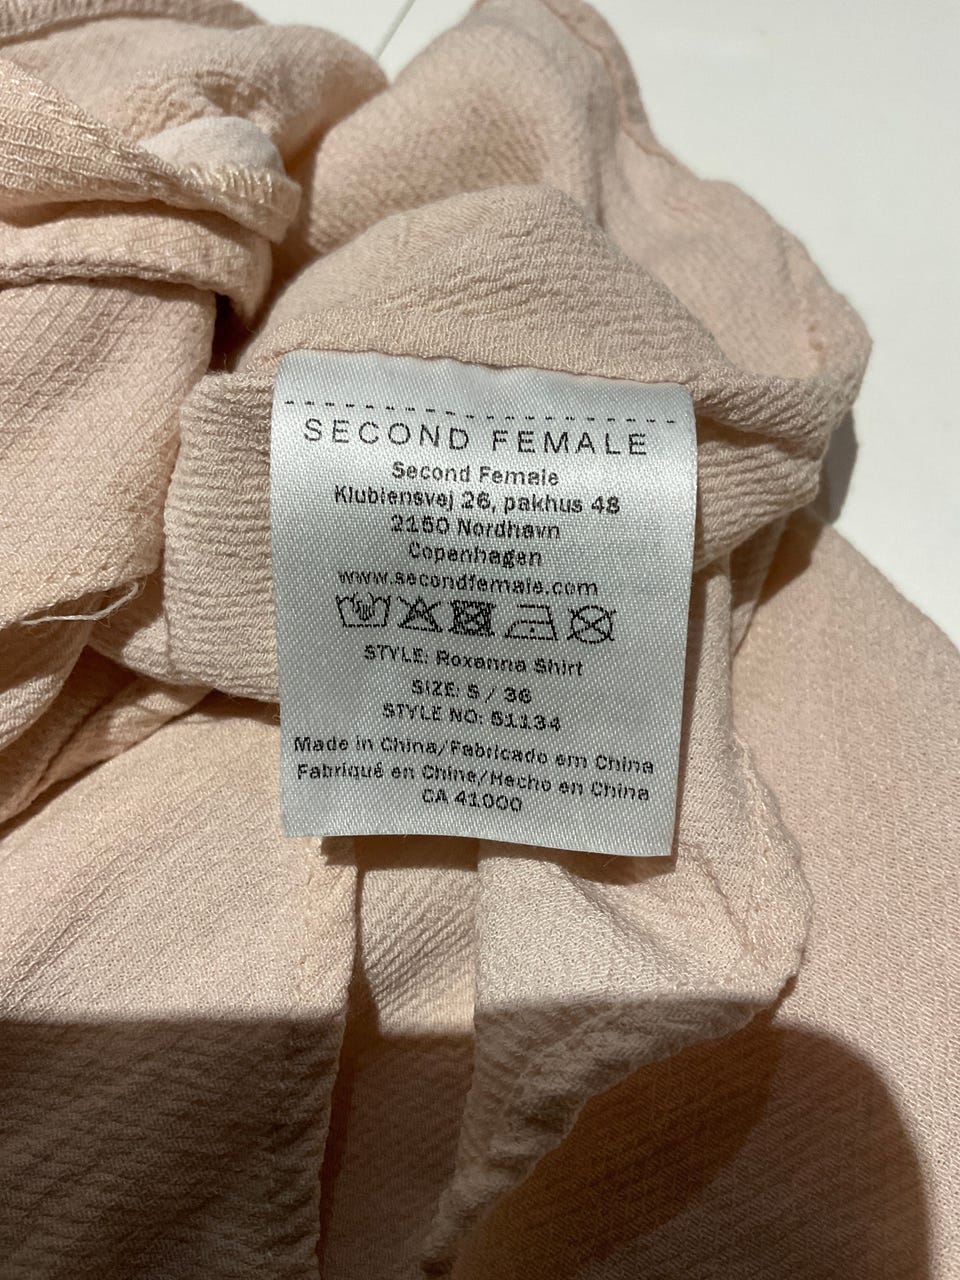 SECOND FEMALE
Second Female
Klubiensvej 26, pakhus 48
2150 Nordhavn
Copenhagen
www.secondfemale.com
STYLE: Roxanna Shirt
SIZE: S / 36
STYLE NO: 51134
Made in China/Fabricado em China
Fabriqué en Chine/Hecho en China
CA 41000